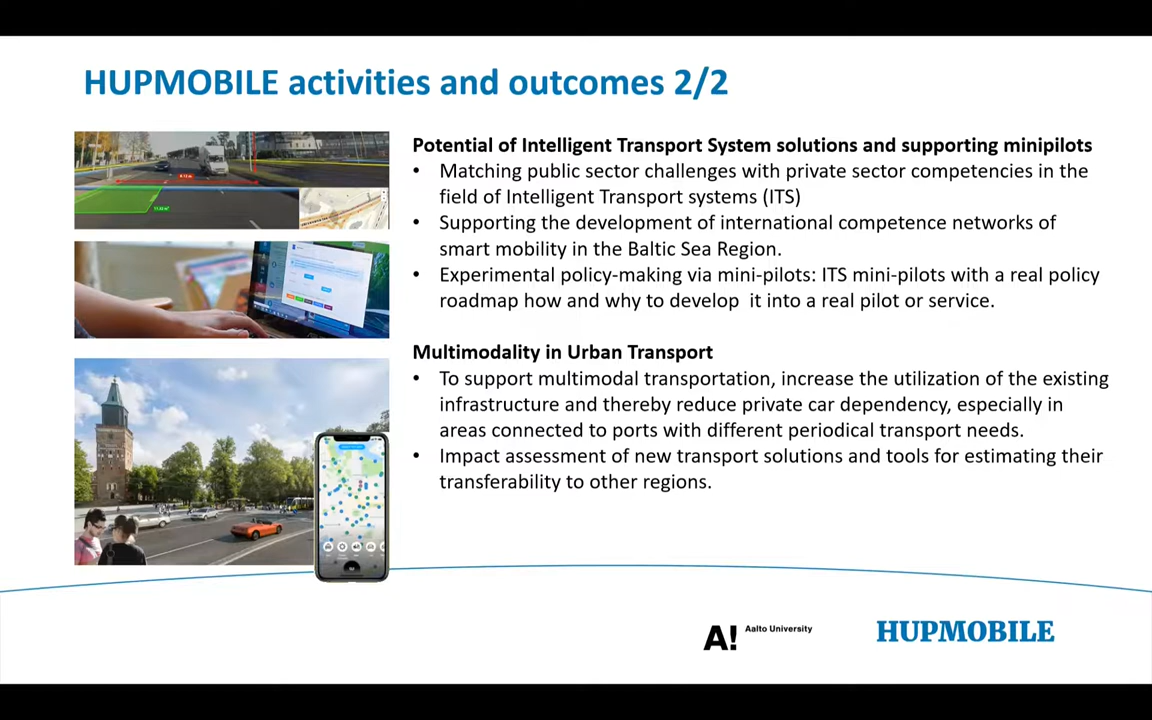 HUPMOBILE activities and outcomes 2/2
Potential of Intelligent Transport System solutions and supporting minipilots
• Matching public sector challenges with private sector competencies in the
field of Intelligent Transport systems (ITS)
• Supporting the development of international competence networks of
smart mobility in the Baltic Sea Region.
• Experimental policy-making via mini-pilots: ITS mini-pilots with a real policy
roadmap how and why to develop  it into a real pilot or service.
Multimodality in Urban Transport
• To support multimodal transportation, increase the utilization of the existing
infrastructure and thereby reduce private car dependency, especially in
areas connected to ports with different periodical transport needs.
• Impact assessment of new transport solutions and tools for estimating their
transferability to other regions.
A! Aalto University
HUPMOBILE